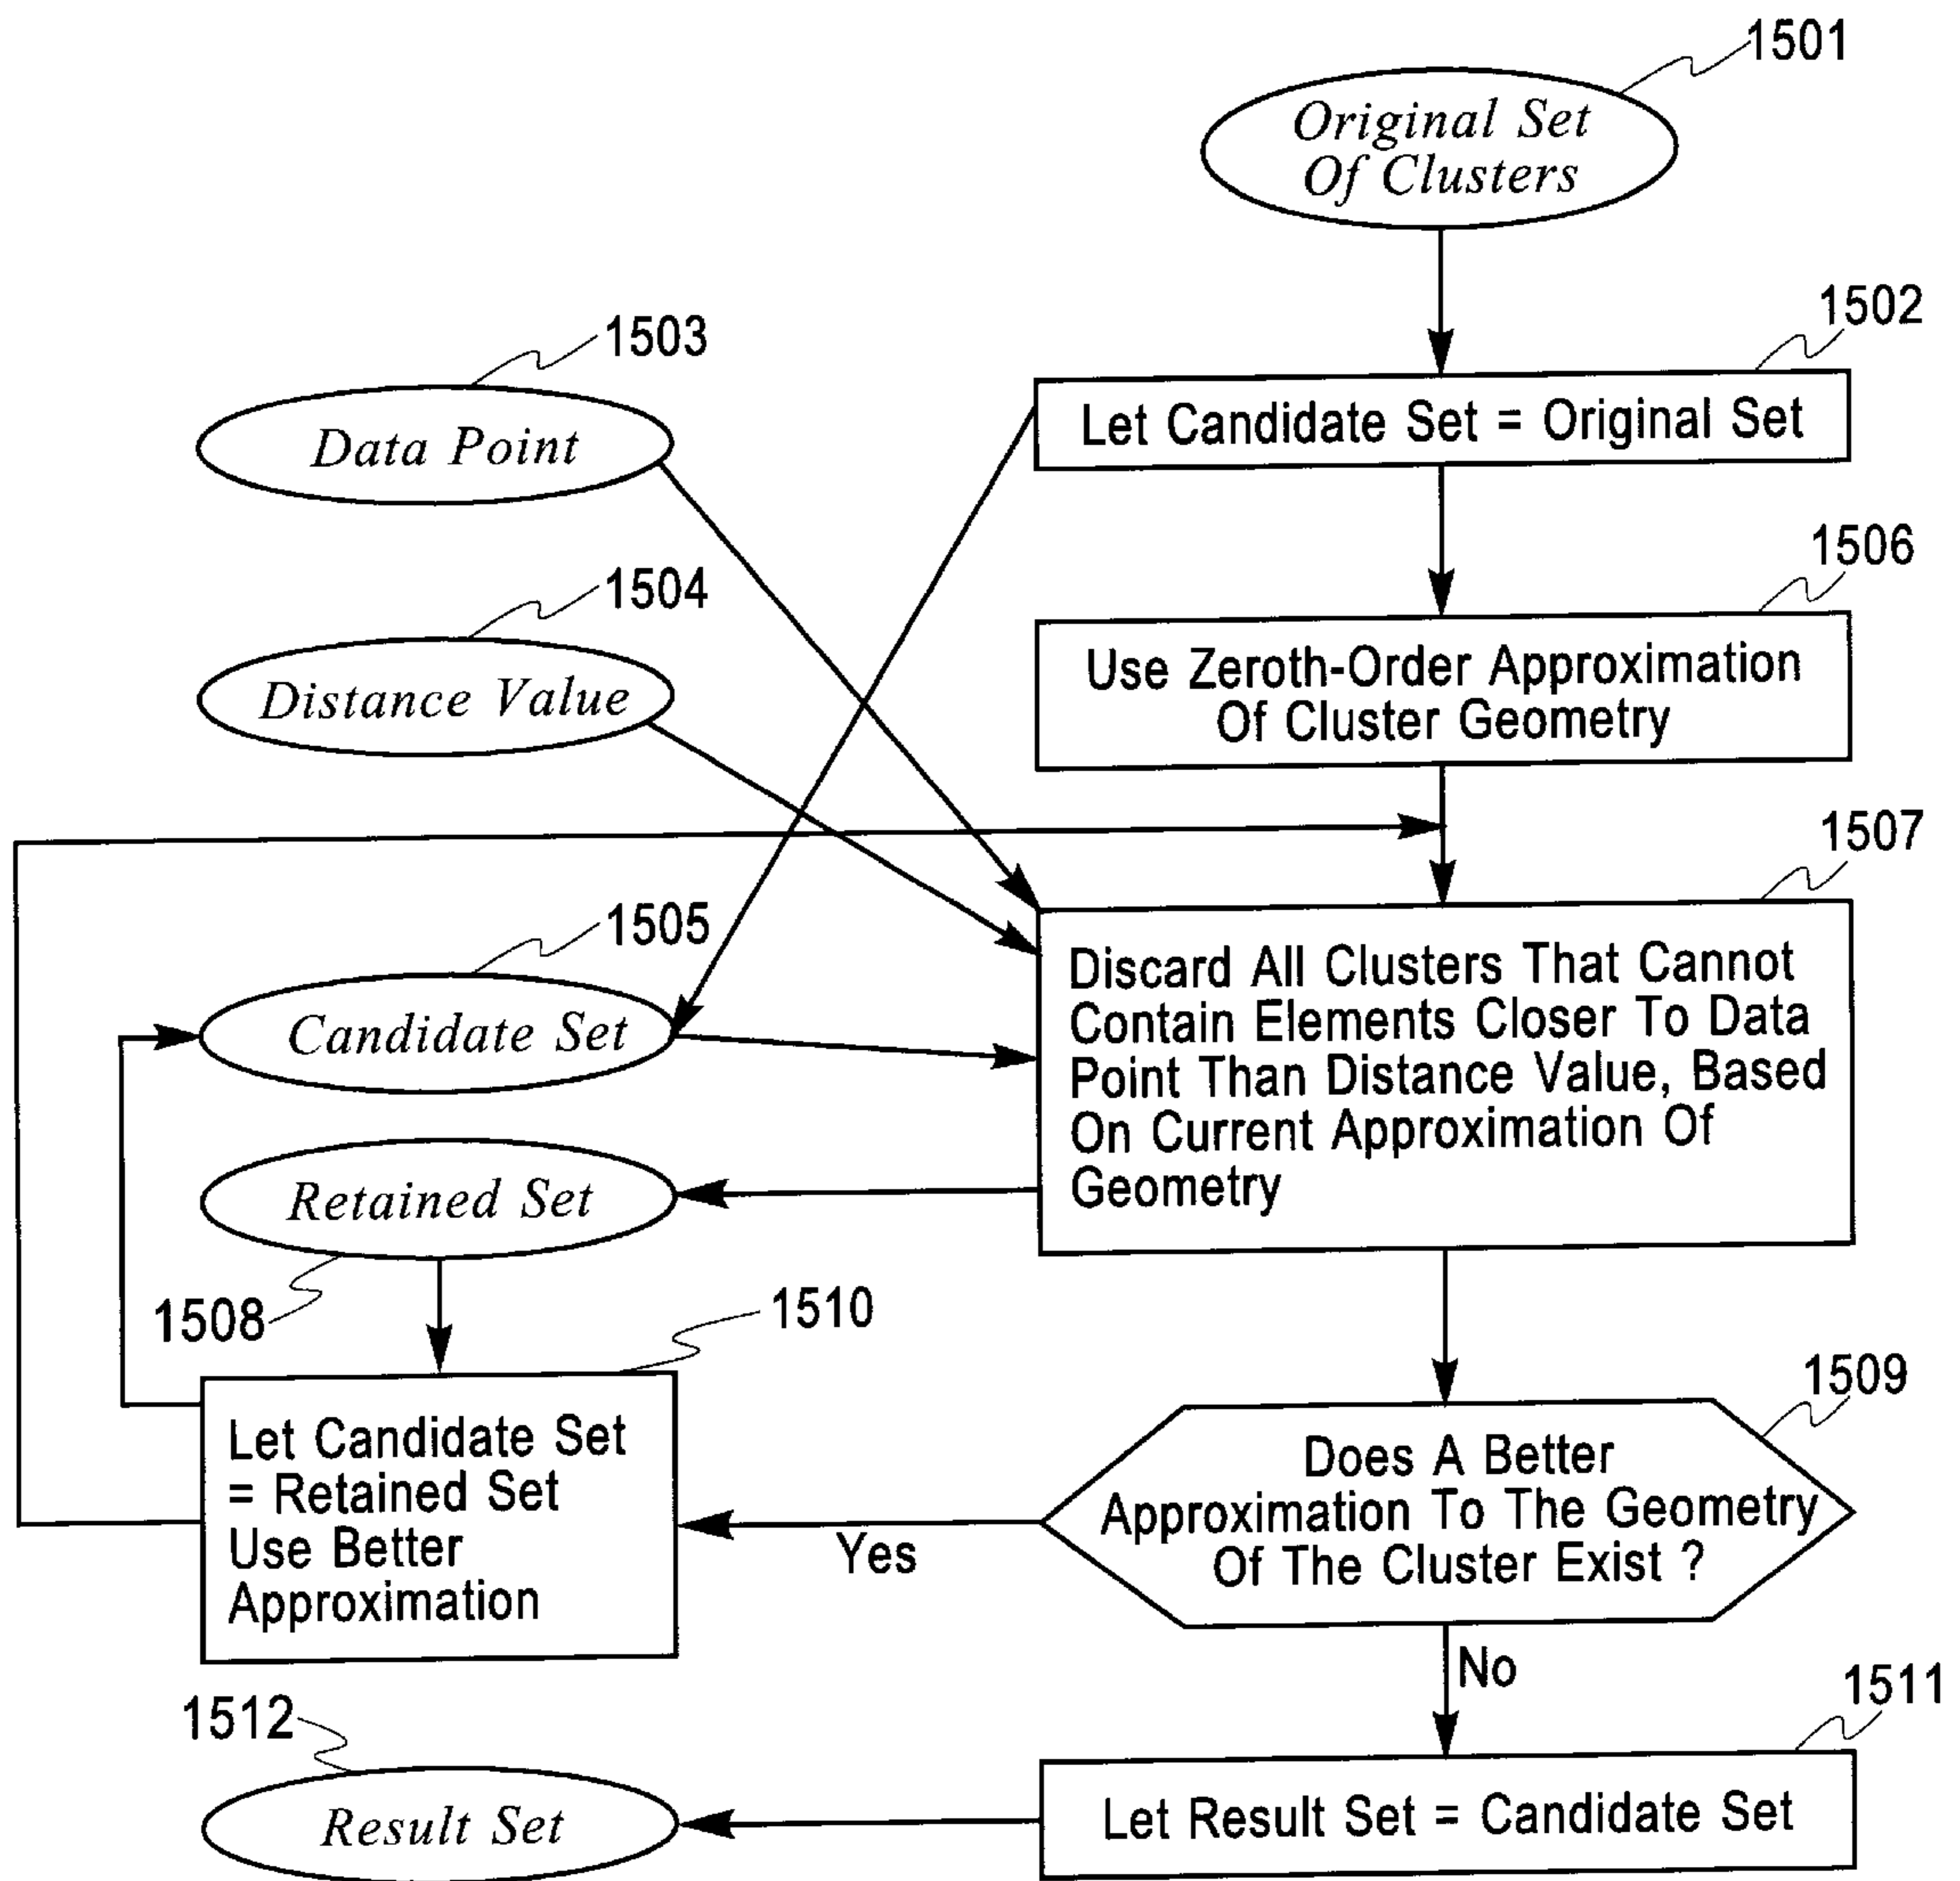 1501
Original Set
Of Clusters
1502
Let Candidate Set = Original Set
1503
Data Point
1506
Use Zeroth-Order Approximation
Of Cluster Geometry
1504
Distance Value
1507
Discard All Clusters That Cannot
Contain Elements Closer To Data
Point Than Distance Value, Based
On Current Approximation Of
Geometry
1505
Candidate Set
Retained Set
1508
1510
Let Candidate Set
= Retained Set
Use Better
Approximation
1509
Does A Better
Approximation To The Geometry
Of The Cluster Exist ?
Yes
No
1511
Let Result Set = Candidate Set
1512
Result Set